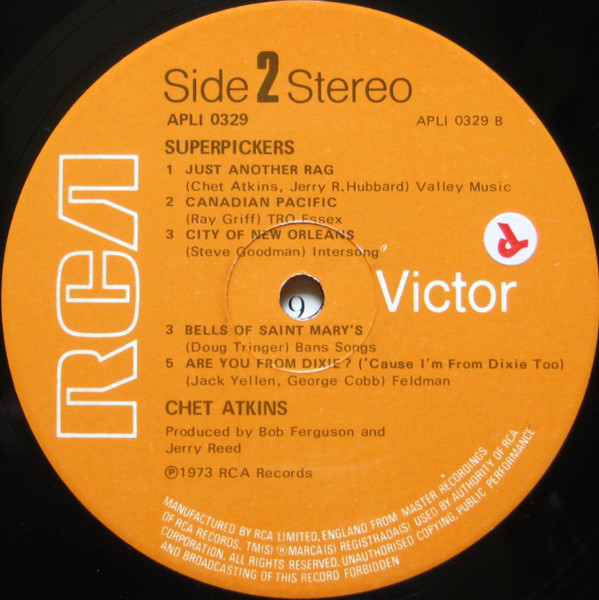 Side 2 Stereo
APLI 0329
APLI 0329 B
SUPERPICKERS
1 JUST ANOTHER RAG
(Chet Atkins, Jerry R.Hubbard) Valley Music
2 CANADIAN PACIFIC
(Ray Griff) TRO Essex
3 CITY OF NEW ORLEANS
(Steve Goodman) Intersong
RCA
Victor
9
3 BELLS OF SAINT MARY'S
(Doug Tringer) Bans Songs
5 ARE YOU FROM DIXIE? ('Cause I'm From Dixie Too)
(Jack Yellen, George Cobb) Feldman
CHET ATKINS
Produced by Bob Ferguson and
Jerry Reed
Ⓟ1973 RCA Records
MANUFACTURED BY RCA LIMITED, ENGLAND FROM MASTER RECORDINGS
OF RCA RECORDS. TM(S) ® MARCA(S) REGISTRADA(S) USED BY AUTHORITY OF RCA
CORPORATION. ALL RIGHTS RESERVED. UNAUTHORISED COPYING, PUBLIC PERFORMANCE
AND BROADCASTING OF THIS RECORD FORBIDDEN